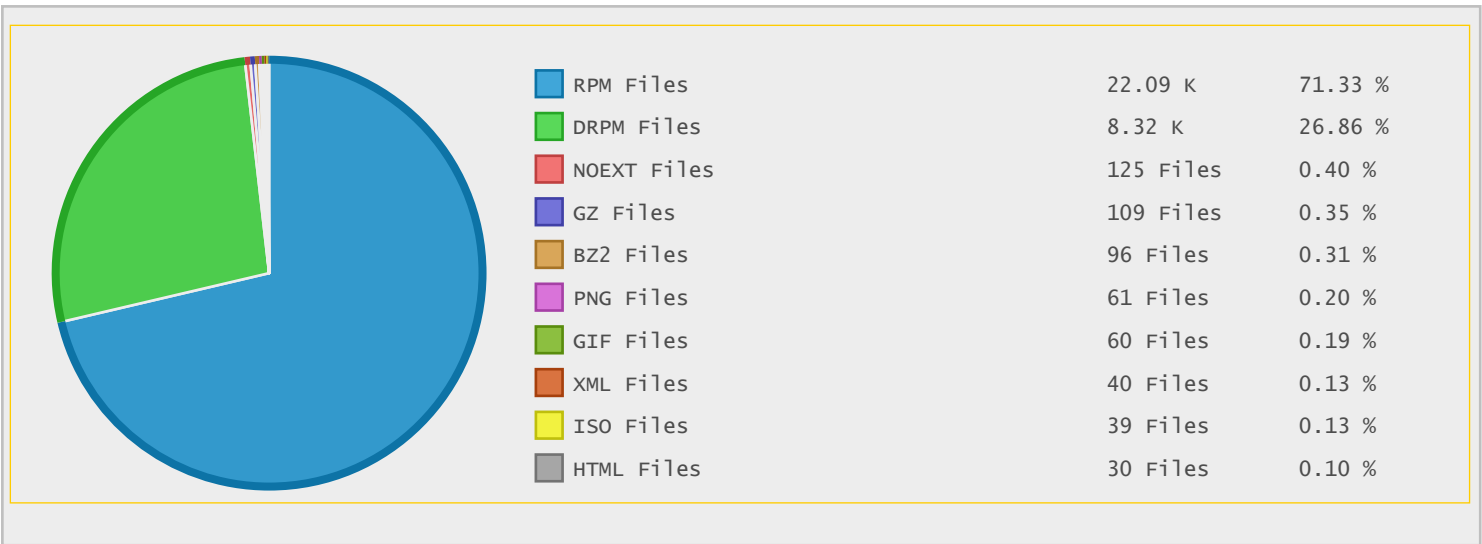 RPM Files 22.09 K 71.33 %
DRPM Files 8.32 K 26.86 %
NOEXT Files 125 Files 0.40 %
GZ Files 109 Files 0.35 %
BZ2 Files 96 Files 0.31 %
PNG Files 61 Files 0.20 %
GIF Files 60 Files 0.19 %
XML Files 40 Files 0.13 %
ISO Files 39 Files 0.13 %
HTML Files 30 Files 0.10 %